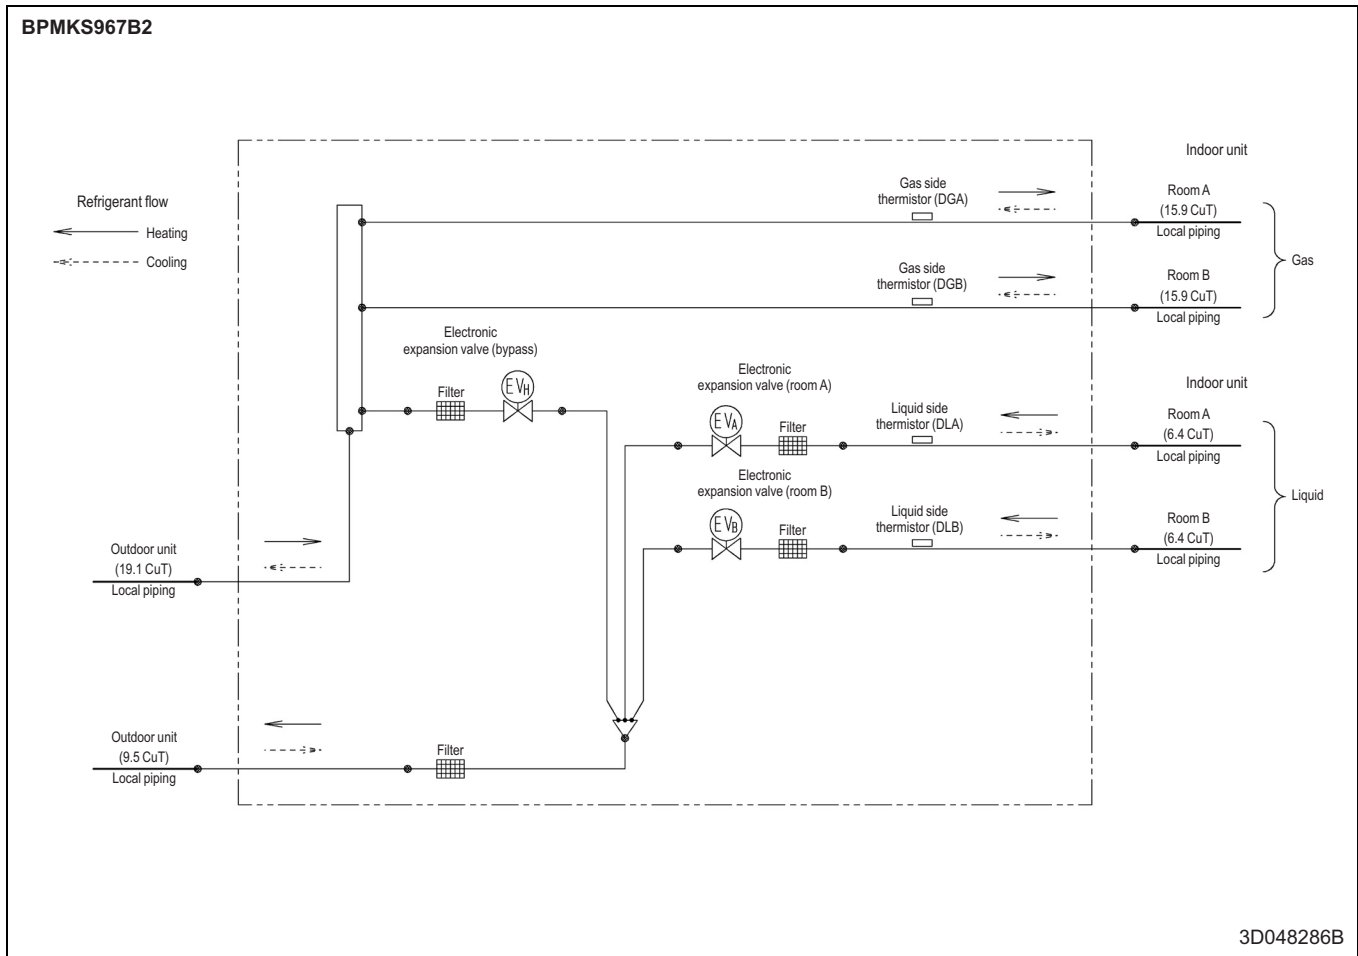 BPMKS967B2
Refrigerant flow
Heating
Cooling
Indoor unit
Gas side
thermistor (DGA)
Room A
(15.9 CuT)
Local piping
Gas side
thermistor (DGB)
Room B
(15.9 CuT)
Local piping
Gas
Electronic
expansion valve (bypass)
Filter
EVH
Electronic
expansion valve (room A)
EVA
Filter
Liquid side
thermistor (DLA)
Indoor unit
Room A
(6.4 CuT)
Local piping
Electronic
expansion valve (room B)
EVB
Filter
Liquid side
thermistor (DLB)
Room B
(6.4 CuT)
Local piping
Liquid
Outdoor unit
(19.1 CuT)
Local piping
Outdoor unit
(9.5 CuT)
Local piping
Filter
3D048286B